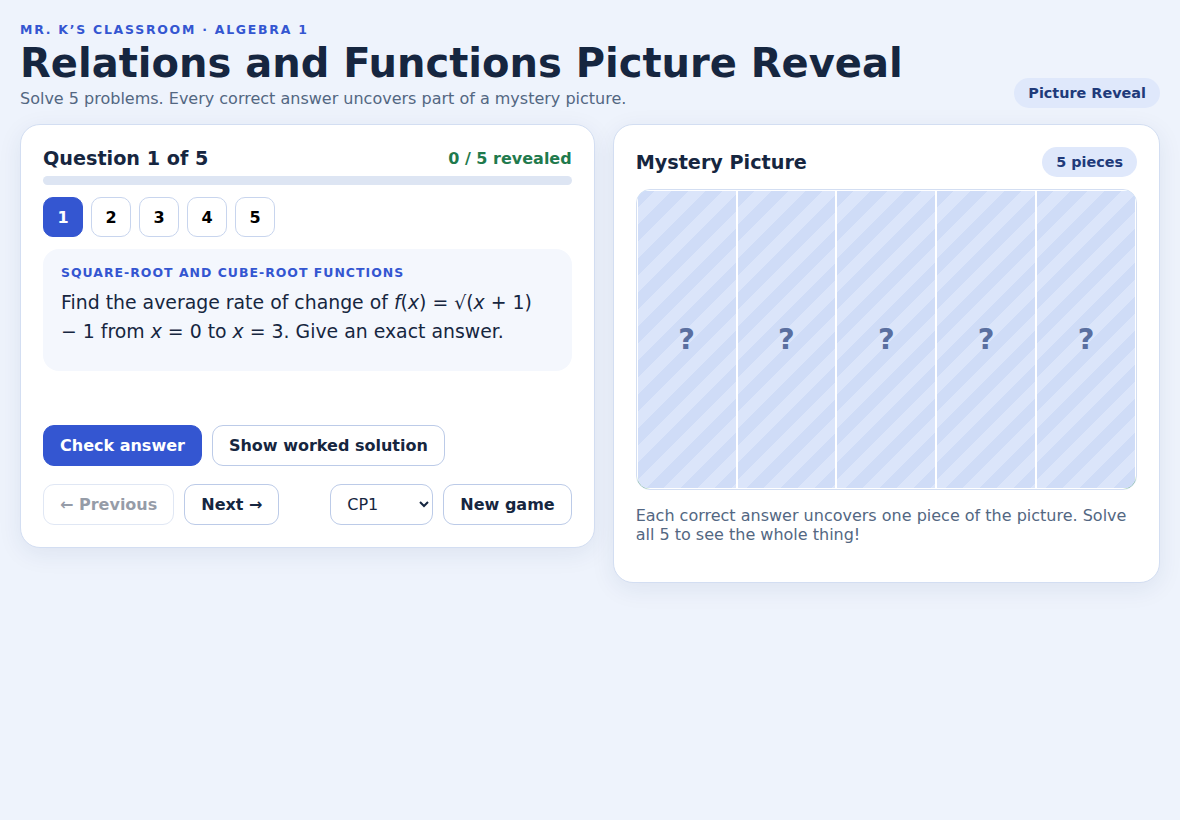 MR. K’S CLASSROOM · ALGEBRA 1
Relations and Functions Picture Reveal
Solve 5 problems. Every correct answer uncovers part of a mystery picture.
Picture Reveal
Question 1 of 5
0 / 5 revealed
1 2 3 4 5
SQUARE-ROOT AND CUBE-ROOT FUNCTIONS
Find the average rate of change of f(x) = √(x + 1)
− 1 from x = 0 to x = 3. Give an exact answer.
Check answer
Show worked solution
← Previous
Next →
CP1
New game
Mystery Picture
5 pieces
? ? ? ? ?
Each correct answer uncovers one piece of the picture. Solve
all 5 to see the whole thing!